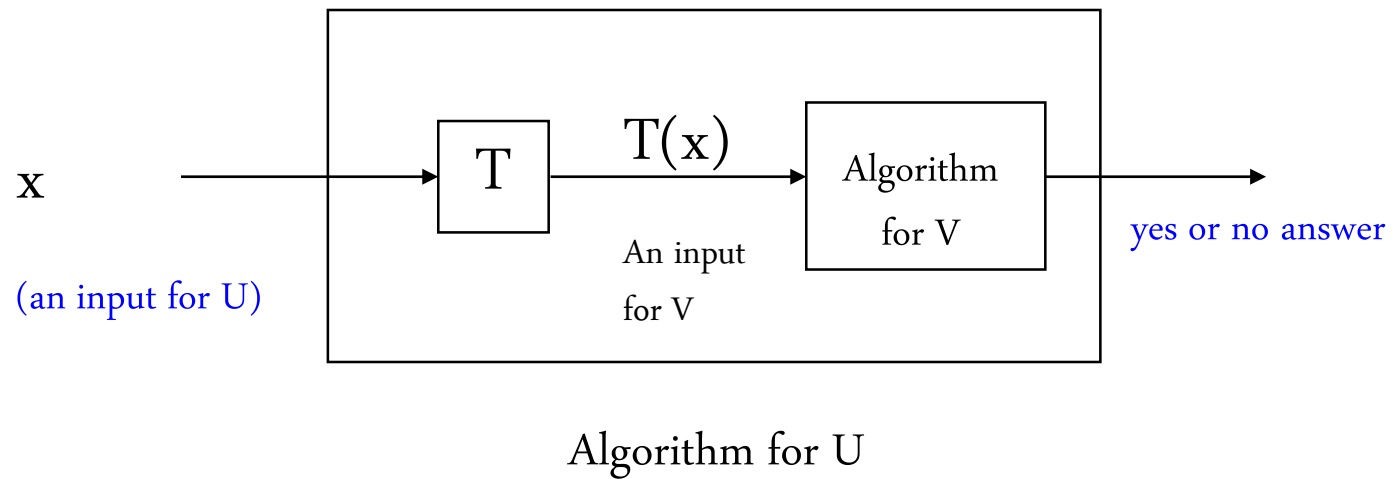 x
(an input for U)
T
T(x)
An input
for V
Algorithm
for V
yes or no answer
Algorithm for U